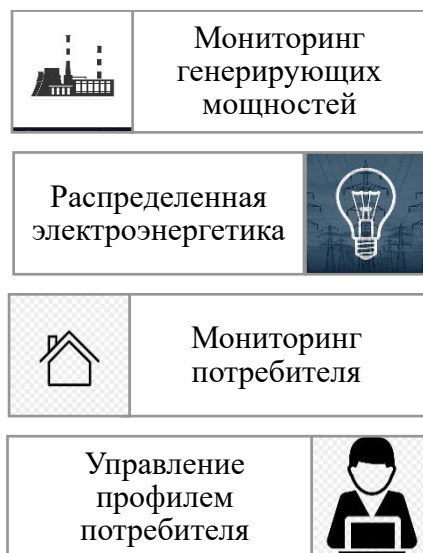 Мониторинг
генерирующих
мощностей
Распределенная
электроэнергетика
Мониторинг
потребителя
Управление
профилем
потребителя